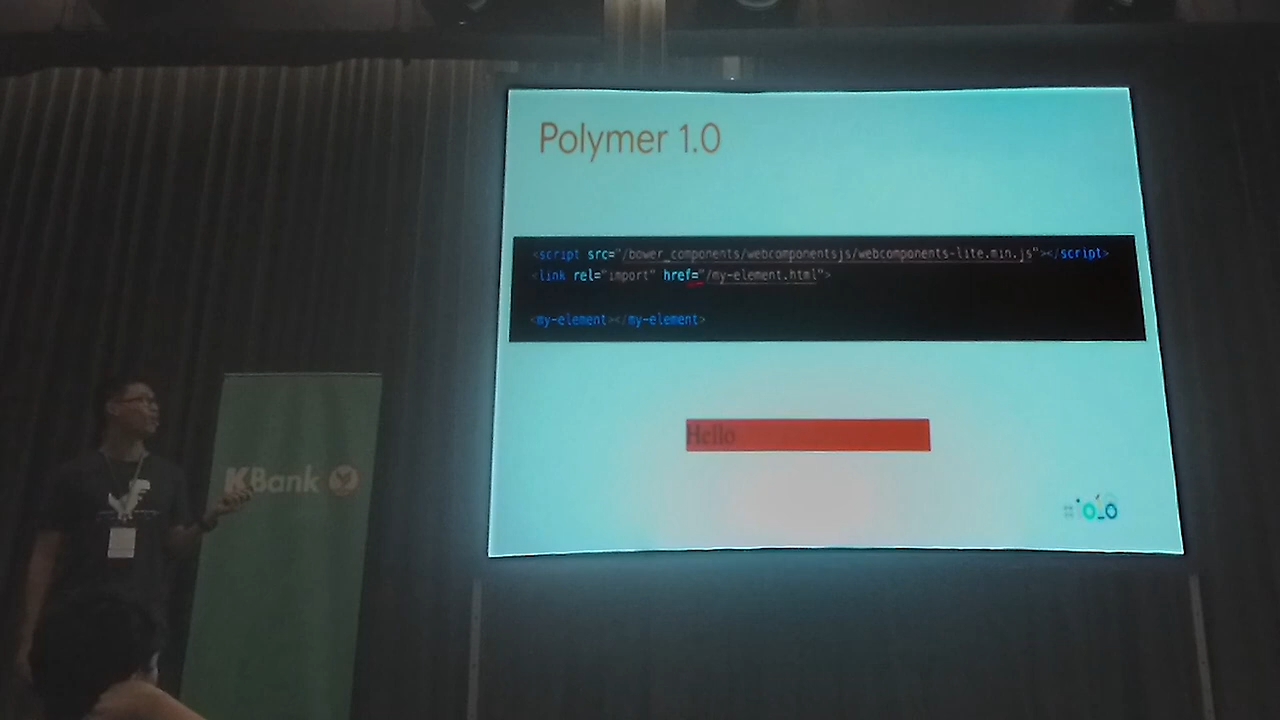 Polymer 1.0
<script src="/bower_components/webcomponentsjs/webcomponents-lite.min.js"></script>
<link rel="import" href="/my-element.html">
<my-element></my-element>
Hello
KBank